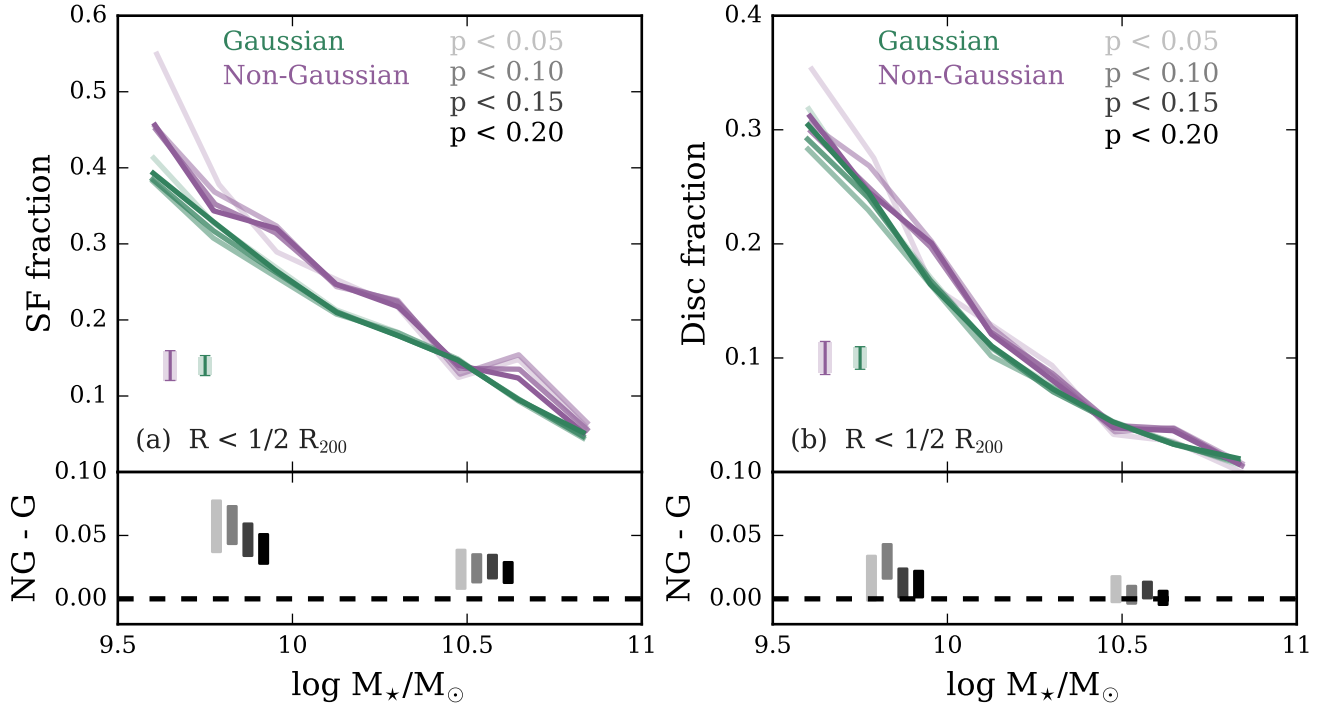 0.6
0.5
0.4
0.3
0.2
0.1
0.10
0.05
0.00
SF fraction
NG - G
Gaussian
Non-Gaussian
p < 0.05
p < 0.10
p < 0.15
p < 0.20
(a) R < 1/2 R₂₀₀
9.5 10 10.5 11
log M⋆/M☉
0.4
0.3
0.2
0.1
0.10
0.05
0.00
Disc fraction
NG - G
Gaussian
Non-Gaussian
p < 0.05
p < 0.10
p < 0.15
p < 0.20
(b) R < 1/2 R₂₀₀
9.5 10 10.5 11
log M⋆/M☉